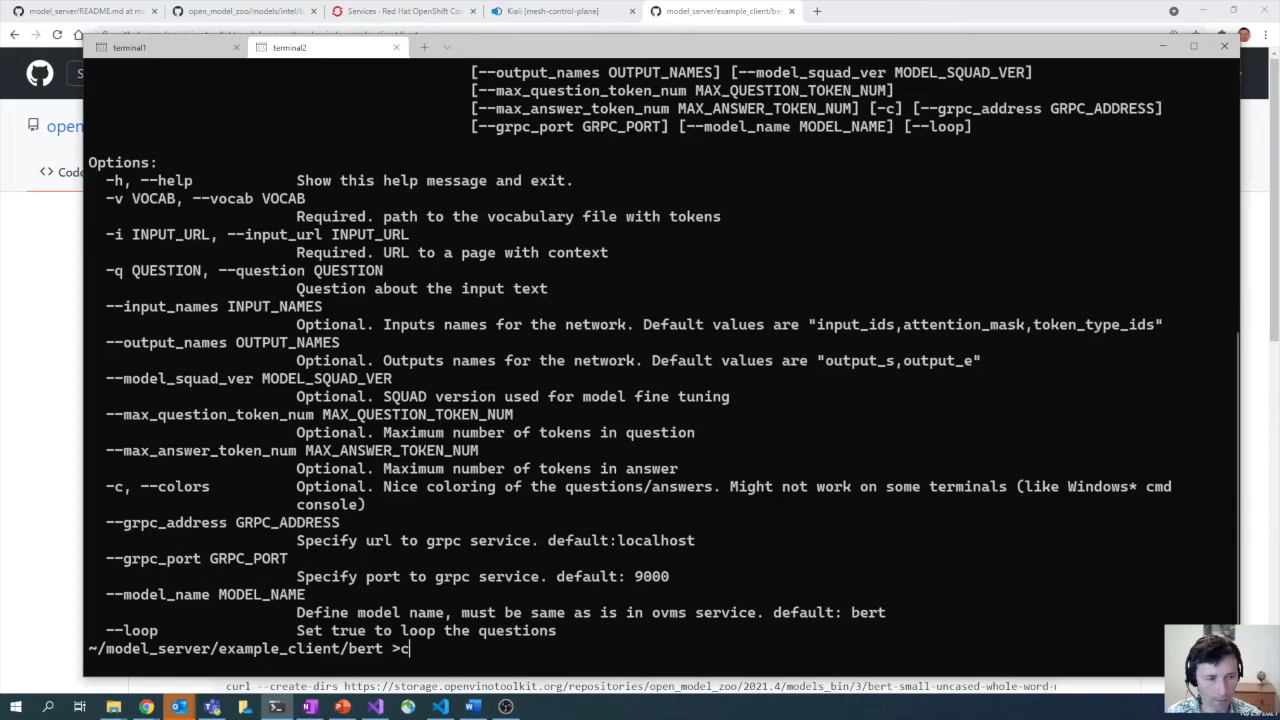 model_server/README.md at ma
open_model_zoo/models/intel/b
Services · Red Hat OpenShift Con
Kiali [mesh-control-plane]
model_server/example_client/ber
terminal1
terminal2
open
Code
[--output_names OUTPUT_NAMES] [--model_squad_ver MODEL_SQUAD_VER]
[--max_question_token_num MAX_QUESTION_TOKEN_NUM]
[--max_answer_token_num MAX_ANSWER_TOKEN_NUM] [-c] [--grpc_address GRPC_ADDRESS]
[--grpc_port GRPC_PORT] [--model_name MODEL_NAME] [--loop]
Options:
-h, --help Show this help message and exit.
-v VOCAB, --vocab VOCAB
Required. path to the vocabulary file with tokens
-i INPUT_URL, --input_url INPUT_URL
Required. URL to a page with context
-q QUESTION, --question QUESTION
Question about the input text
--input_names INPUT_NAMES
Optional. Inputs names for the network. Default values are "input_ids,attention_mask,token_type_ids"
--output_names OUTPUT_NAMES
Optional. Outputs names for the network. Default values are "output_s,output_e"
--model_squad_ver MODEL_SQUAD_VER
Optional. SQUAD version used for model fine tuning
--max_question_token_num MAX_QUESTION_TOKEN_NUM
Optional. Maximum number of tokens in question
--max_answer_token_num MAX_ANSWER_TOKEN_NUM
Optional. Maximum number of tokens in answer
-c, --colors Optional. Nice coloring of the questions/answers. Might not work on some terminals (like Windows* cmd
console)
--grpc_address GRPC_ADDRESS
Specify url to grpc service. default:localhost
--grpc_port GRPC_PORT
Specify port to grpc service. default: 9000
--model_name MODEL_NAME
Define model name, must be same as is in ovms service. default: bert
--loop Set true to loop the questions
~/model_server/example_client/bert >c
curl --create-dirs https://storage.openvinotoolkit.org/repositories/open_model_zoo/2021.4/models_bin/3/bert-small-uncased-whole-word-